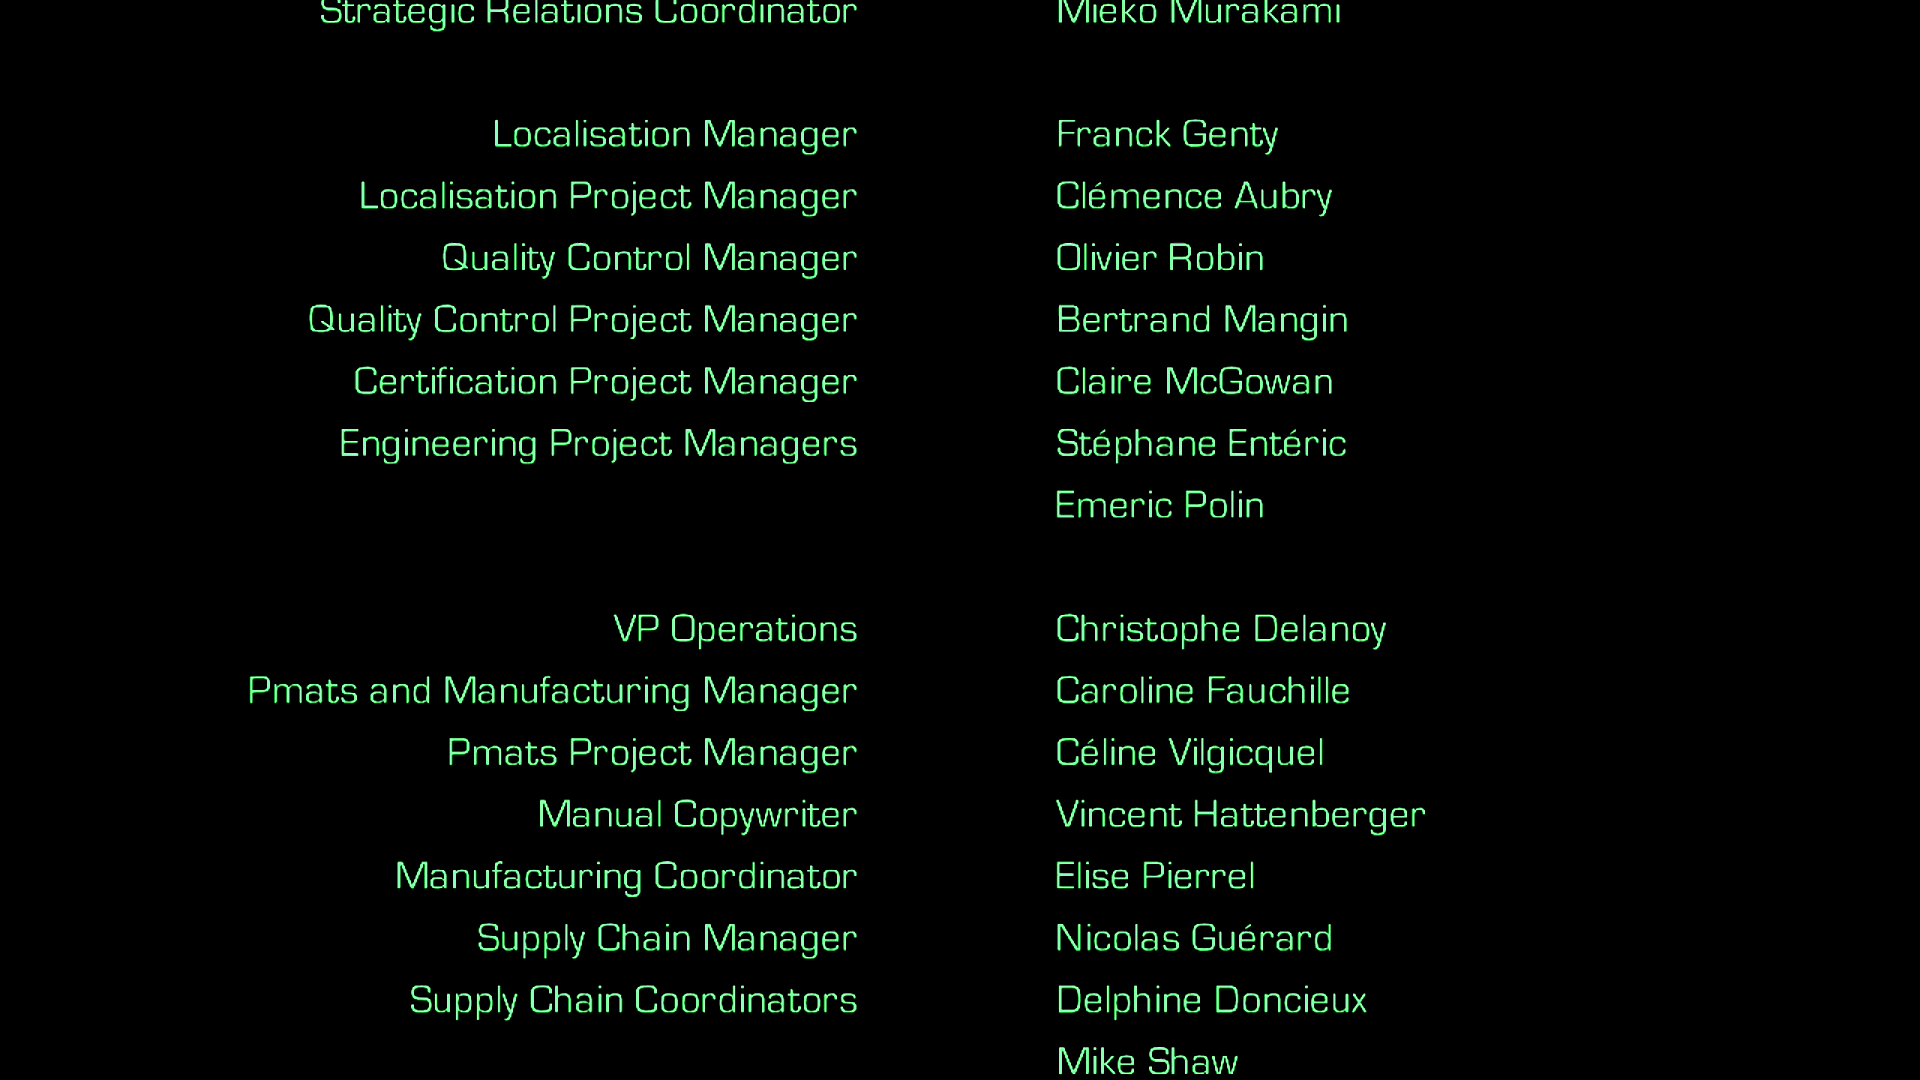 Strategic Relations Coordinator Mieko Murakami
Localisation Manager Franck Genty
Localisation Project Manager Clémence Aubry
Quality Control Manager Olivier Robin
Quality Control Project Manager Bertrand Mangin
Certification Project Manager Claire McGowan
Engineering Project Managers Stéphane Entéric
Emeric Polin
VP Operations Christophe Delanoy
Pmats and Manufacturing Manager Caroline Fauchille
Pmats Project Manager Céline Vilgicquel
Manual Copywriter Vincent Hattenberger
Manufacturing Coordinator Elise Pierrel
Supply Chain Manager Nicolas Guérard
Supply Chain Coordinators Delphine Doncieux
Mike Shaw